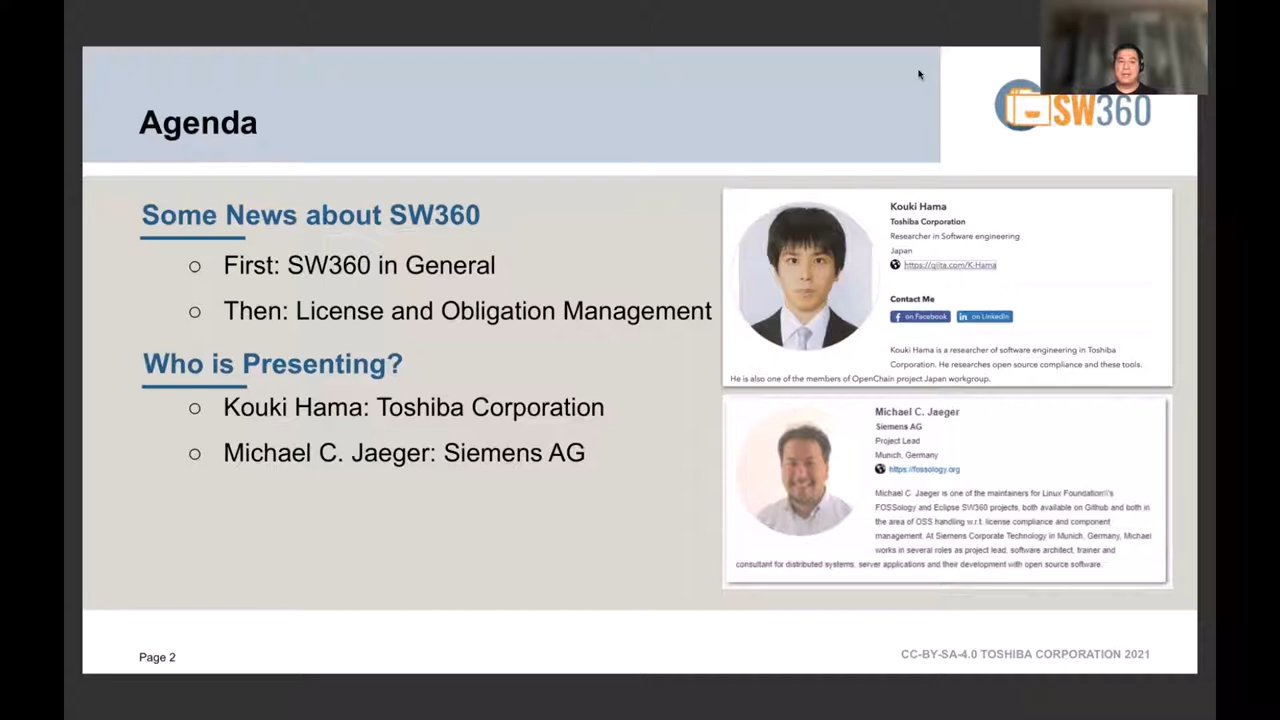 Agenda
SW360
Some News about SW360
First: SW360 in General
Then: License and Obligation Management
Who is Presenting?
Kouki Hama: Toshiba Corporation
Michael C. Jaeger: Siemens AG
Kouki Hama
Toshiba Corporation
Researcher in Software engineering
Japan
https://qiita.com/K-Hama
Contact Me
f on Facebook in on LinkedIn
Kouki Hama is a researcher of software engineering in Toshiba
Corporation. He researches open source compliance and these tools.
He is also one of the members of OpenChain project Japan workgroup.
Michael C. Jaeger
Siemens AG
Project Lead
Munich, Germany
https://fossology.org
Michael C. Jaeger is one of the maintainers for Linux Foundation\'s
FOSSology and Eclipse SW360 projects, both available on Github and both in
the area of OSS handling w.r.t. license compliance and component
management. At Siemens Corporate Technology in Munich, Germany, Michael
works in several roles as project lead, software architect, trainer and
consultant for distributed systems, server applications and their development with open source software.
Page 2
CC-BY-SA-4.0 TOSHIBA CORPORATION 2021